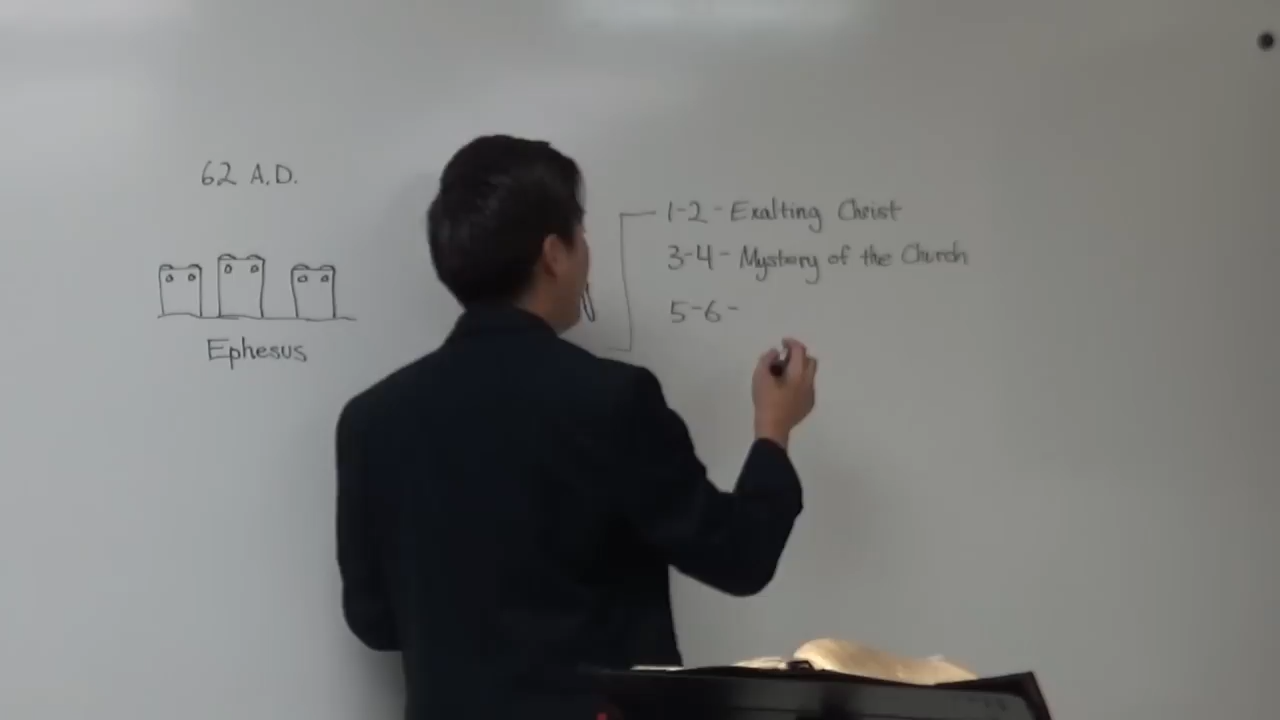 62 A.D.
Ephesus
1-2 - Exalting Christ
3-4 - Mystery of the Church
5-6 -